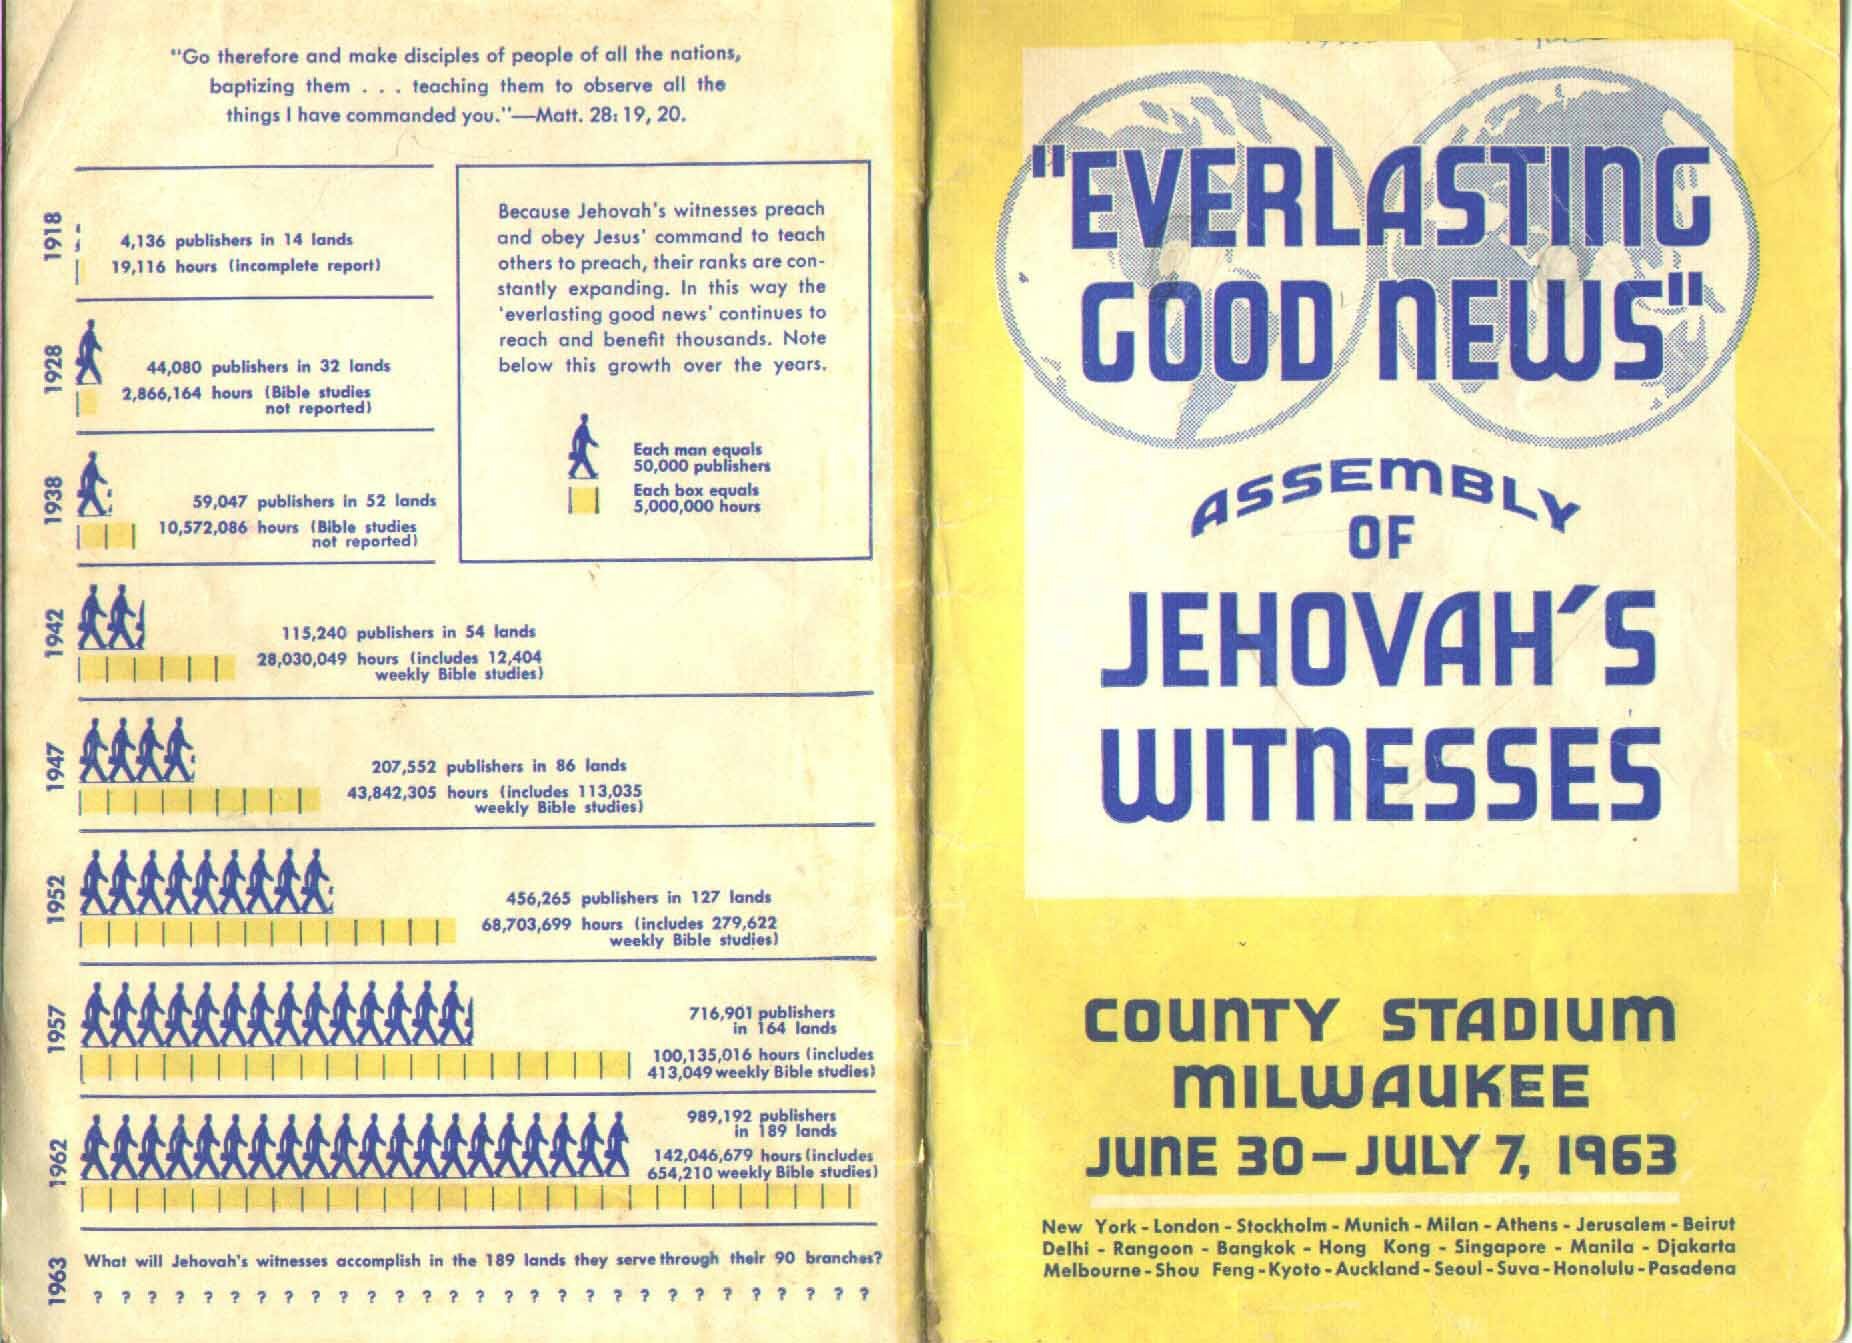 "Go therefore and make disciples of people of all the nations,
baptizing them . . . teaching them to observe all the
things I have commanded you."—Matt. 28:19, 20.
1918
4,136 publishers in 14 lands
19,116 hours (incomplete report)
1928
44,080 publishers in 32 lands
2,866,164 hours (Bible studies
not reported)
1938
59,047 publishers in 52 lands
10,572,086 hours (Bible studies
not reported)
Because Jehovah's witnesses preach
and obey Jesus' command to teach
others to preach, their ranks are con-
stantly expanding. In this way the
'everlasting good news' continues to
reach and benefit thousands. Note
below this growth over the years.
Each man equals
50,000 publishers
Each box equals
5,000,000 hours
1942
115,240 publishers in 54 lands
28,030,049 hours (includes 12,404
weekly Bible studies)
1947
207,552 publishers in 86 lands
43,842,305 hours (includes 113,035
weekly Bible studies)
1952
456,265 publishers in 127 lands
68,703,699 hours (includes 279,622
weekly Bible studies)
1957
716,901 publishers
in 164 lands
100,135,016 hours (includes
413,049 weekly Bible studies)
1962
989,192 publishers
in 189 lands
142,046,679 hours (includes
654,210 weekly Bible studies)
1963
What will Jehovah's witnesses accomplish in the 189 lands they serve through their 90 branches?
? ? ? ? ? ? ? ? ? ? ? ? ? ? ? ? ? ? ? ? ? ? ? ? ? ? ? ? ?
"EVERLASTING
GOOD NEWS"
ASSEMBLY
OF
JEHOVAH'S
WITNESSES
COUNTY STADIUM
MILWAUKEE
JUNE 30–JULY 7, 1963
New York - London - Stockholm - Munich - Milan - Athens - Jerusalem - Beirut
Delhi - Rangoon - Bangkok - Hong Kong - Singapore - Manila - Djakarta
Melbourne - Shou Feng - Kyoto - Auckland - Seoul - Suva - Honolulu - Pasadena